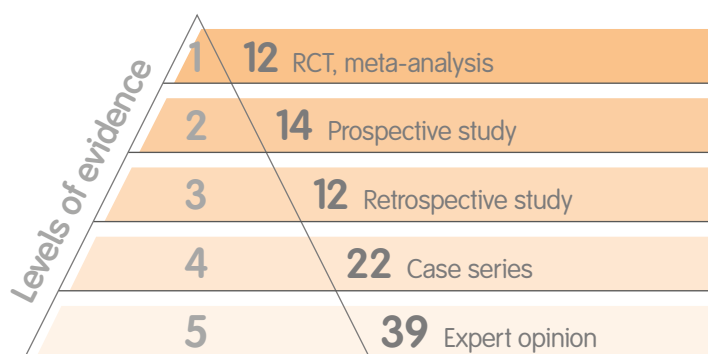 Levels of evidence
1 12 RCT, meta-analysis
2 14 Prospective study
3 12 Retrospective study
4 22 Case series
5 39 Expert opinion